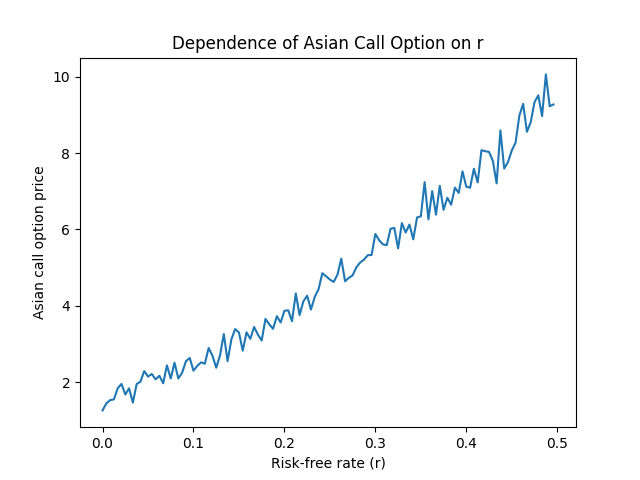 Dependence of Asian Call Option on r
Asian call option price
10
8
6
4
2
0.0 0.1 0.2 0.3 0.4 0.5
Risk-free rate (r)